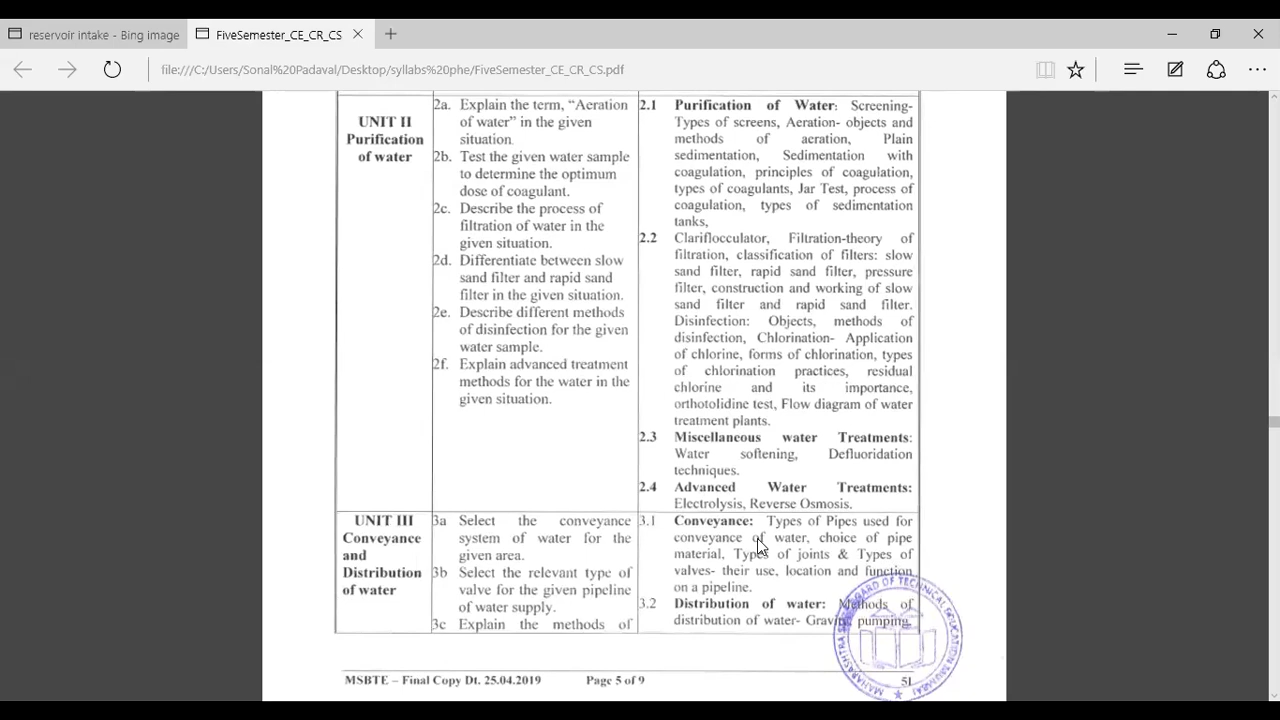 reservoir intake - Bing image
FiveSemester_CE_CR_CS
file:///C:/Users/Sonal%20Padaval/Desktop/syllabs%20phe/FiveSemester_CE_CR_CS.pdf
UNIT II
Purification
of water
2a. Explain the term, “Aeration
of water” in the given
situation.
2b. Test the given water sample
to determine the optimum
dose of coagulant.
2c. Describe the process of
filtration of water in the
given situation.
2d. Differentiate between slow
sand filter and rapid sand
filter in the given situation.
2e. Describe different methods
of disinfection for the given
water sample.
2f. Explain advanced treatment
methods for the water in the
given situation.
2.1 Purification of Water: Screening-
Types of screens, Aeration- objects and
methods of aeration, Plain
sedimentation, Sedimentation with
coagulation, principles of coagulation,
types of coagulants, Jar Test, process of
coagulation, types of sedimentation
tanks,
2.2 Clariflocculator, Filtration-theory of
filtration, classification of filters: slow
sand filter, rapid sand filter, pressure
filter, construction and working of slow
sand filter and rapid sand filter.
Disinfection: Objects, methods of
disinfection, Chlorination- Application
of chlorine, forms of chlorination, types
of chlorination practices, residual
chlorine and its importance,
orthotolidine test, Flow diagram of water
treatment plants.
2.3 Miscellaneous water Treatments:
Water softening, Defluoridation
techniques.
2.4 Advanced Water Treatments:
Electrolysis, Reverse Osmosis.
UNIT III
Conveyance
and
Distribution
of water
3a Select the conveyance
system of water for the
given area.
3b Select the relevant type of
valve for the given pipeline
of water supply.
3c Explain the methods of
3.1 Conveyance: Types of Pipes used for
conveyance of water, choice of pipe
material, Types of joints & Types of
valves- their use, location and function
on a pipeline.
3.2 Distribution of water: Methods of
distribution of water- Gravity, pumping,
MSBTE – Final Copy Dt. 25.04.2019 Page 5 of 9 51